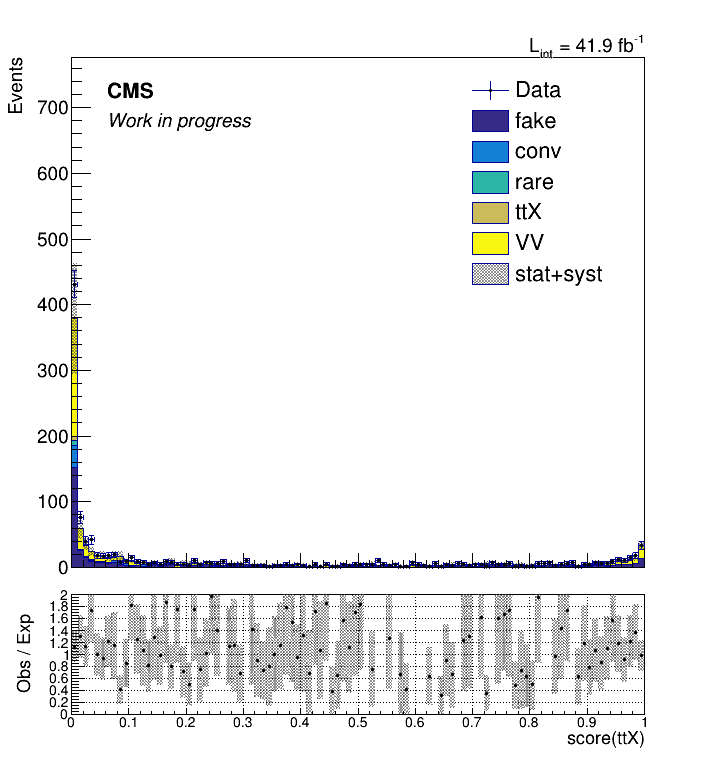 L_int = 41.9 fb^-1
Events
CMS
Work in progress
Data
fake
conv
rare
ttX
VV
stat+syst
700
600
500
400
300
200
100
0
Obs / Exp
2
1.8
1.6
1.4
1.2
1
0.8
0.6
0.4
0.2
0
0 0.1 0.2 0.3 0.4 0.5 0.6 0.7 0.8 0.9 1
score(ttX)